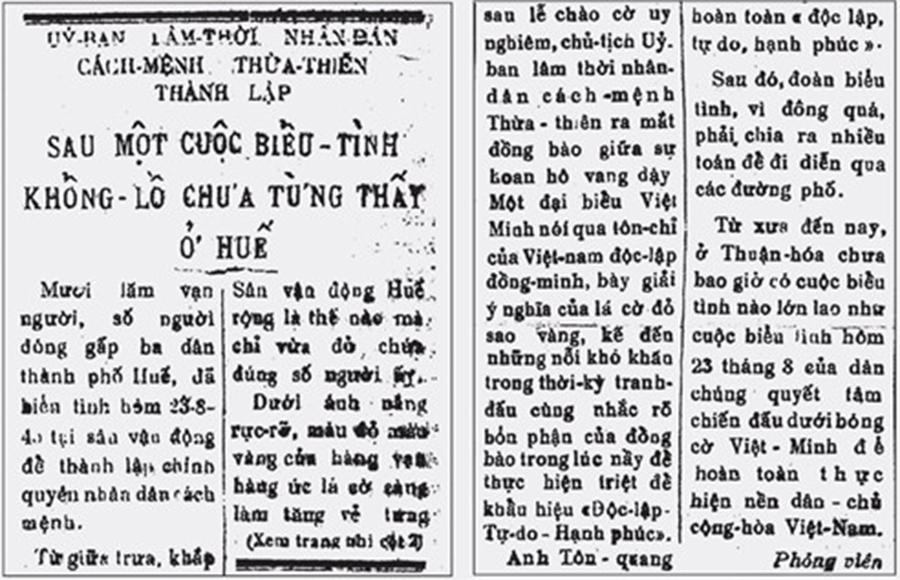 UỶ-BAN LÂM-THỜI NHÂN-DÂN
CÁCH-MỆNH THỪA-THIÊN
THÀNH LẬP
SAU MỘT CUỘC BIỂU-TÌNH
KHỔNG-LỒ CHƯA TỪNG THẤY
Ở HUẾ
Mươi lăm vạn
người, số người
đông gấp ba dân
thành phố Huế, đã
biểu tình hôm 23-8-
45 tại sân vận động
để thành lập chính
quyền nhân dân cách
mệnh.
Từ giữa trưa, khắp
Sân vận động Huế
rộng là thế nào mà
chỉ vừa đủ chứa
đúng số người ấy.
Dưới ánh nắng
rực-rỡ, màu đỏ màu
vàng của hàng vạn
hàng ức lá cờ càng
làm tăng vẻ tưng
(Xem trang nhì cột 2)
sau lễ chào cờ uy
nghiêm, chủ-tịch Uỷ-
ban lâm thời nhân-
dân cách-mệnh
Thừa-thiên ra mắt
đồng bào giữa sự
hoan hô vang dậy
Một đại biểu Việt
Minh nói qua tôn-chỉ
của Việt-nam độc-lập
đồng-minh, bày giải
ý nghĩa của lá cờ đỏ
sao vàng, kể đến
những nỗi khó khăn
trong thời-kỳ tranh-
đấu cùng nhắc rõ
bổn phận của đồng
bào trong lúc nầy để
thực hiện triệt để
khẩu hiệu «Độc-lập-
Tự-do-Hạnh phúc».
Anh Tôn-quang
hoàn toàn « độc lập,
tự do, hạnh phúc ».
Sau đó, đoàn biểu
tình, vì đông quá,
phải chia ra nhiều
toán để đi diễn qua
các đường phố.
Từ xưa đến nay,
ở Thuận-hóa chưa
bao giờ có cuộc biểu
tình nào lớn lao như
cuộc biểu tình hôm
23 tháng 8 của dân
chúng quyết tâm
chiến đấu dưới bóng
cờ Việt-Minh để
hoàn toàn thực
hiện nền dân-chủ
cộng-hòa Việt-Nam.
Phóng viên